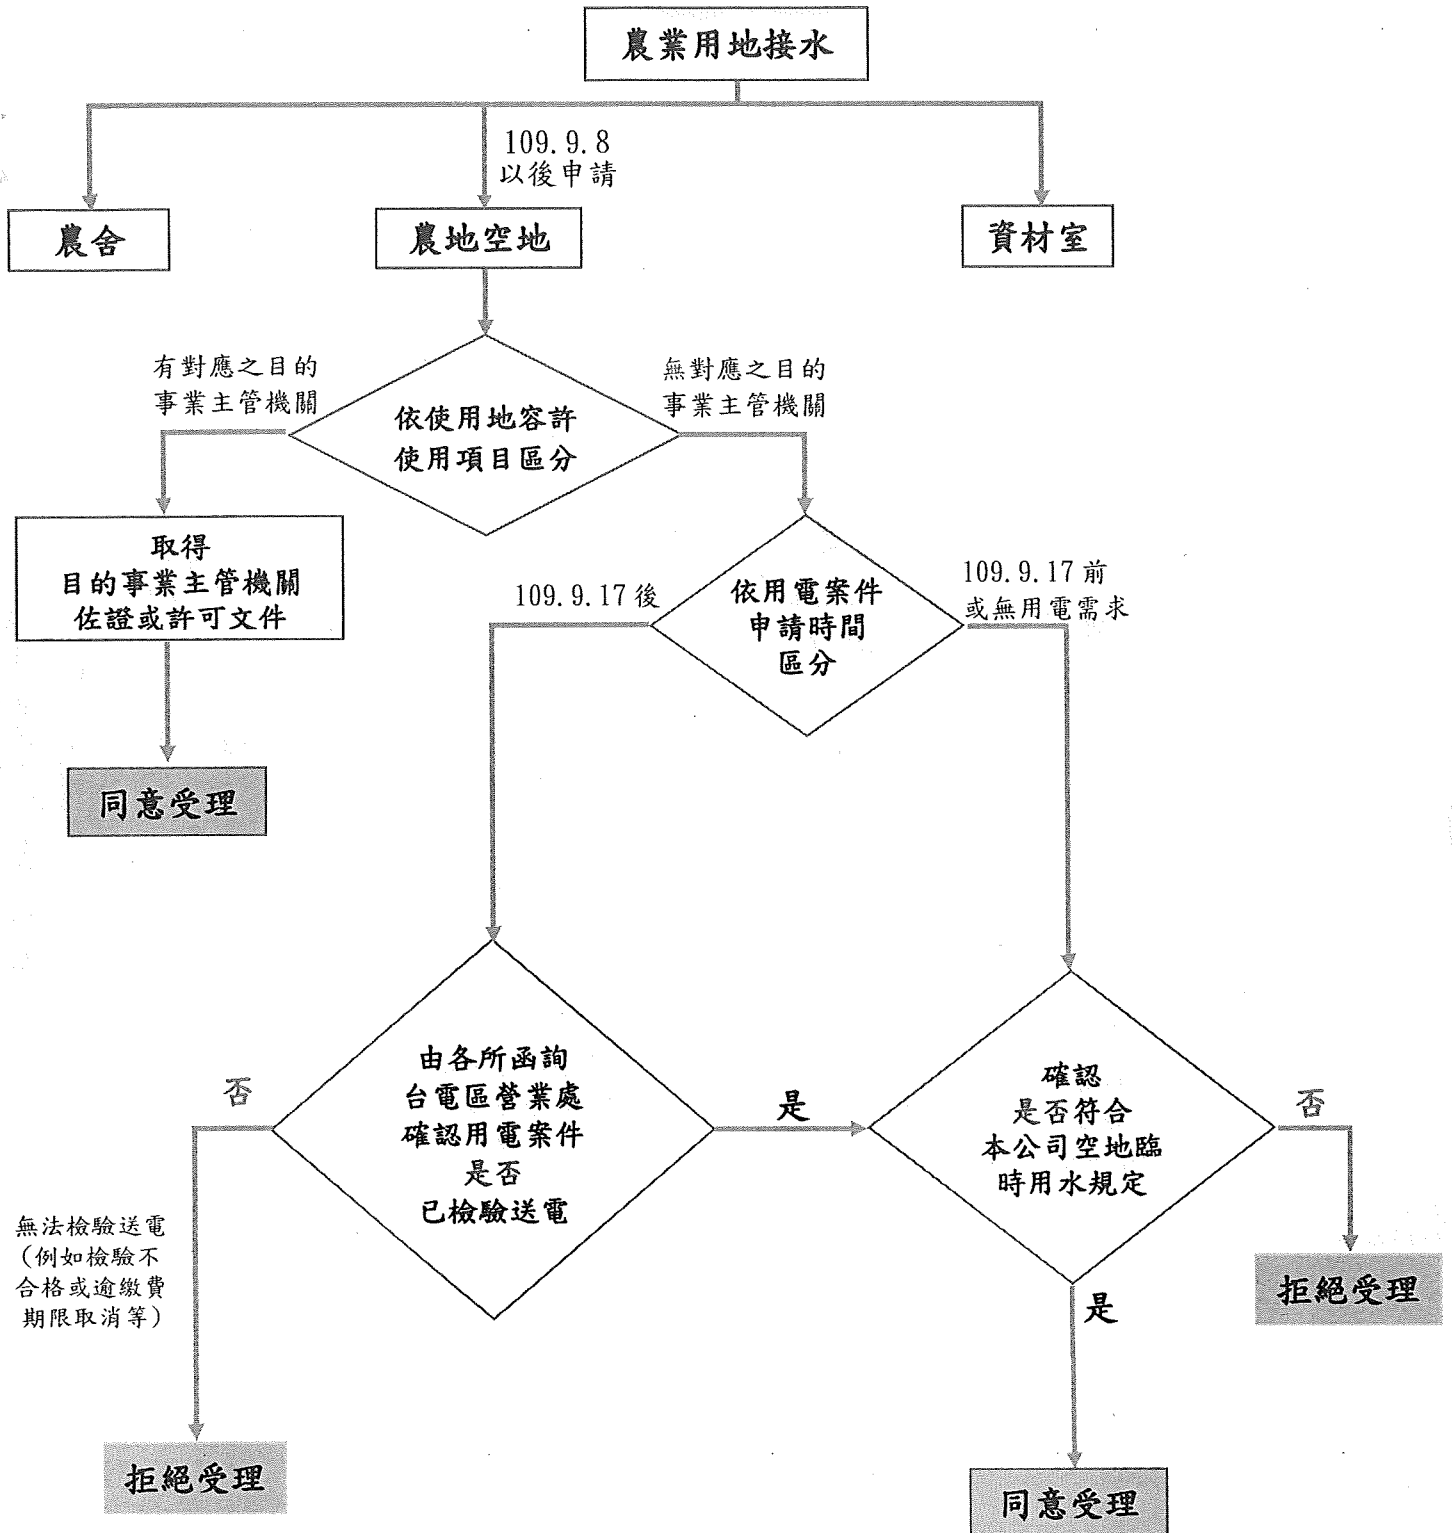 農業用地接水
109.9.8
以後申請
農舍
農地空地
資材室
有對應之目的
事業主管機關
無對應之目的
事業主管機關
依使用地容許
使用項目區分
取得
目的事業主管機關
佐證或許可文件
109.9.17後
依用電案件
申請時間
區分
109.9.17前
或無用電需求
同意受理
由各所函詢
台電區營業處
確認用電案件
是否
已檢驗送電
否
是
確認
是否符合
本公司空地臨
時用水規定
否
無法檢驗送電
(例如檢驗不
合格或逾繳費
期限取消等)
拒絕受理
是
拒絕受理
同意受理